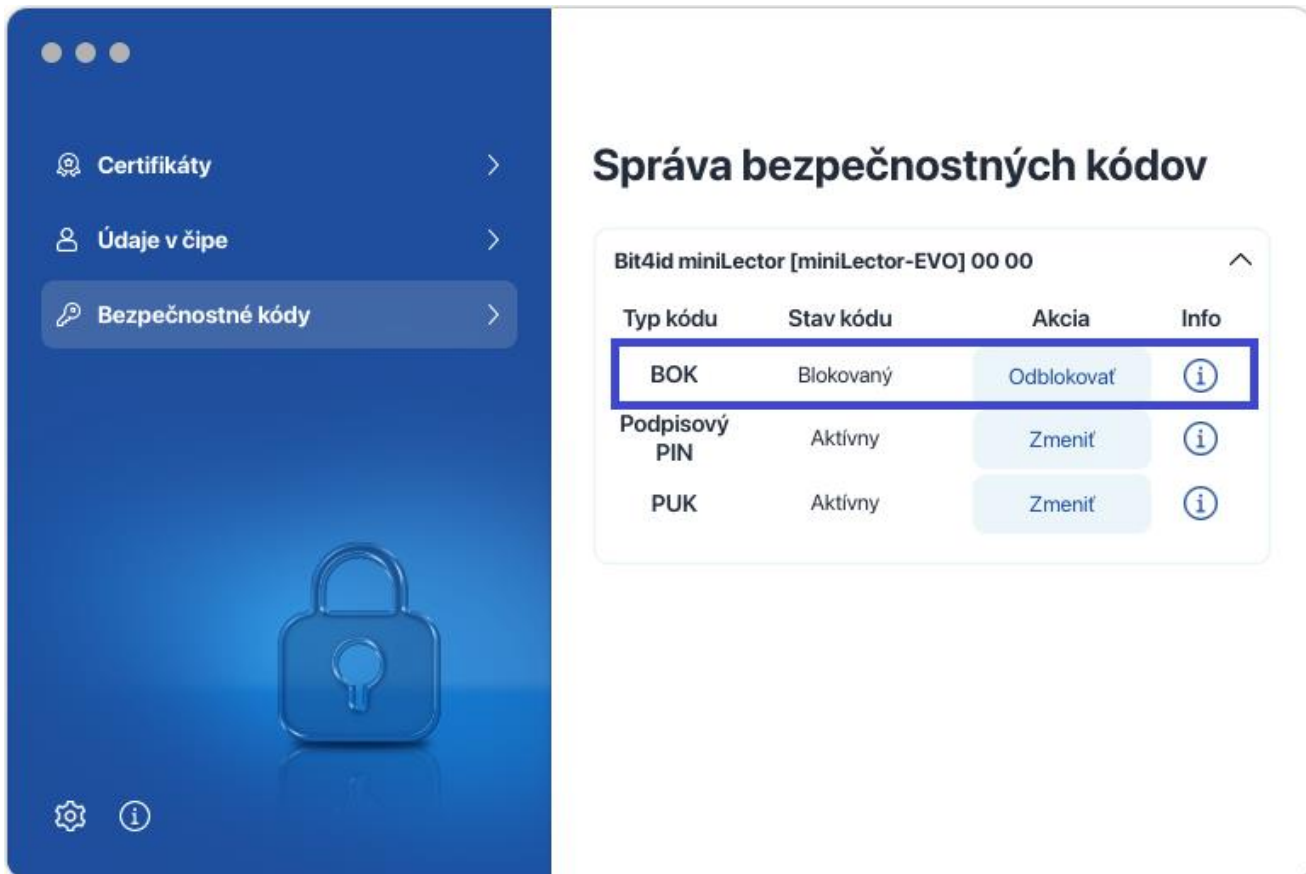 Certifikáty
Údaje v čipe
Bezpečnostné kódy
Správa bezpečnostných kódov
Bit4id miniLector [miniLector-EVO] 00 00
Typ kódu Stav kódu Akcia Info
BOK Blokovaný Odblokovať
Podpisový PIN Aktívny Zmeniť
PUK Aktívny Zmeniť